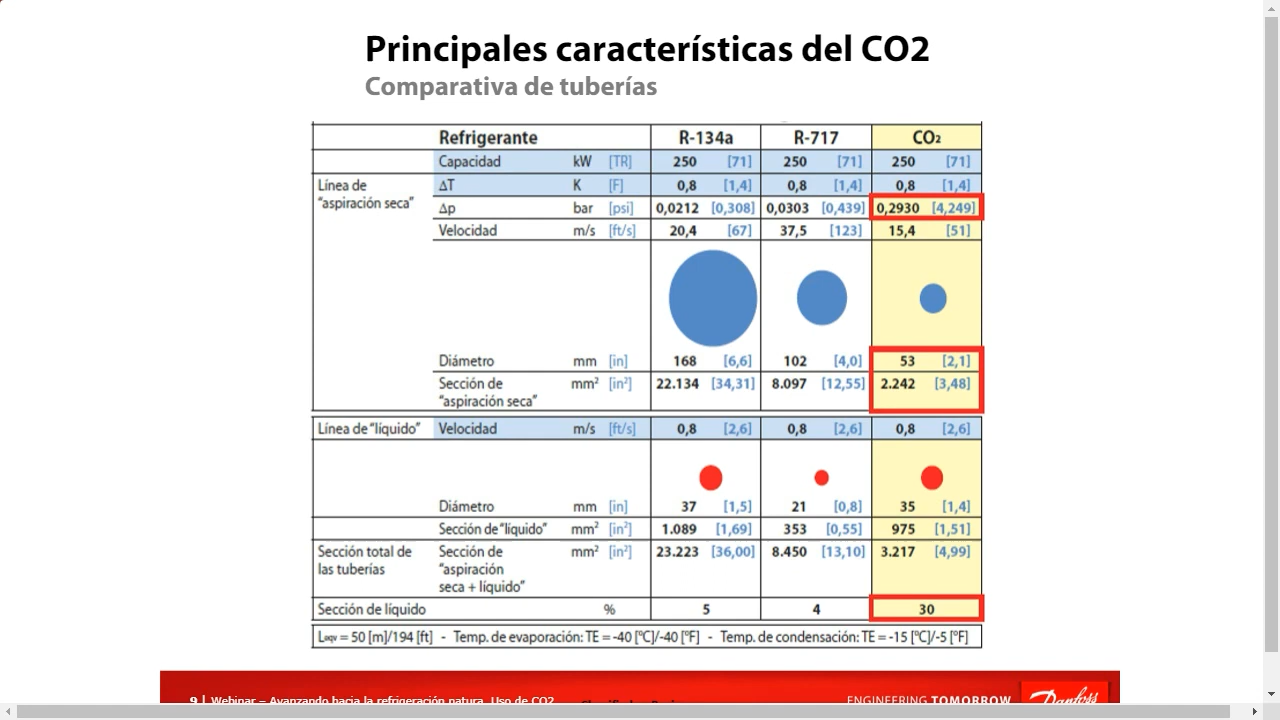 Principales características del CO2
Comparativa de tuberías
Refrigerante R-134a R-717 CO₂
Capacidad kW [TR] 250 [71] 250 [71] 250 [71]
Línea de "aspiración seca" ΔT K [F] 0,8 [1,4] 0,8 [1,4] 0,8 [1,4]
Δp bar [psi] 0,0212 [0,308] 0,0303 [0,439] 0,2930 [4,249]
Velocidad m/s [ft/s] 20,4 [67] 37,5 [123] 15,4 [51]
Diámetro mm [in] 168 [6,6] 102 [4,0] 53 [2,1]
Sección de "aspiración seca" mm² [in²] 22.134 [34,31] 8.097 [12,55] 2.242 [3,48]
Línea de "líquido" Velocidad m/s [ft/s] 0,8 [2,6] 0,8 [2,6] 0,8 [2,6]
Diámetro mm [in] 37 [1,5] 21 [0,8] 35 [1,4]
Sección de "líquido" mm² [in²] 1.089 [1,69] 353 [0,55] 975 [1,51]
Sección total de las tuberías Sección de "aspiración seca + líquido" mm² [in²] 23.223 [36,00] 8.450 [13,10] 3.217 [4,99]
Sección de líquido % 5 4 30
Leqv = 50 [m]/194 [ft] - Temp. de evaporación: TE = -40 [°C]/-40 [°F] - Temp. de condensación: TE = -15 [°C]/-5 [°F]
9 | Webinar – Avanzando hacia la refrigeración natura. Uso de CO2
ENGINEERING TOMORROW
Danfoss